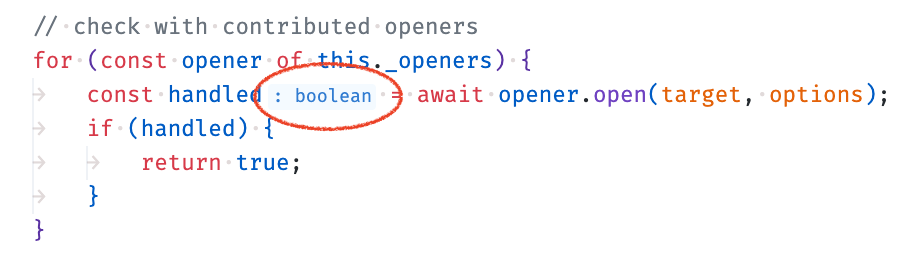 // check with contributed openers
for (const opener of this._openers) {
const handled : boolean = await opener.open(target, options);
if (handled) {
return true;
}
}